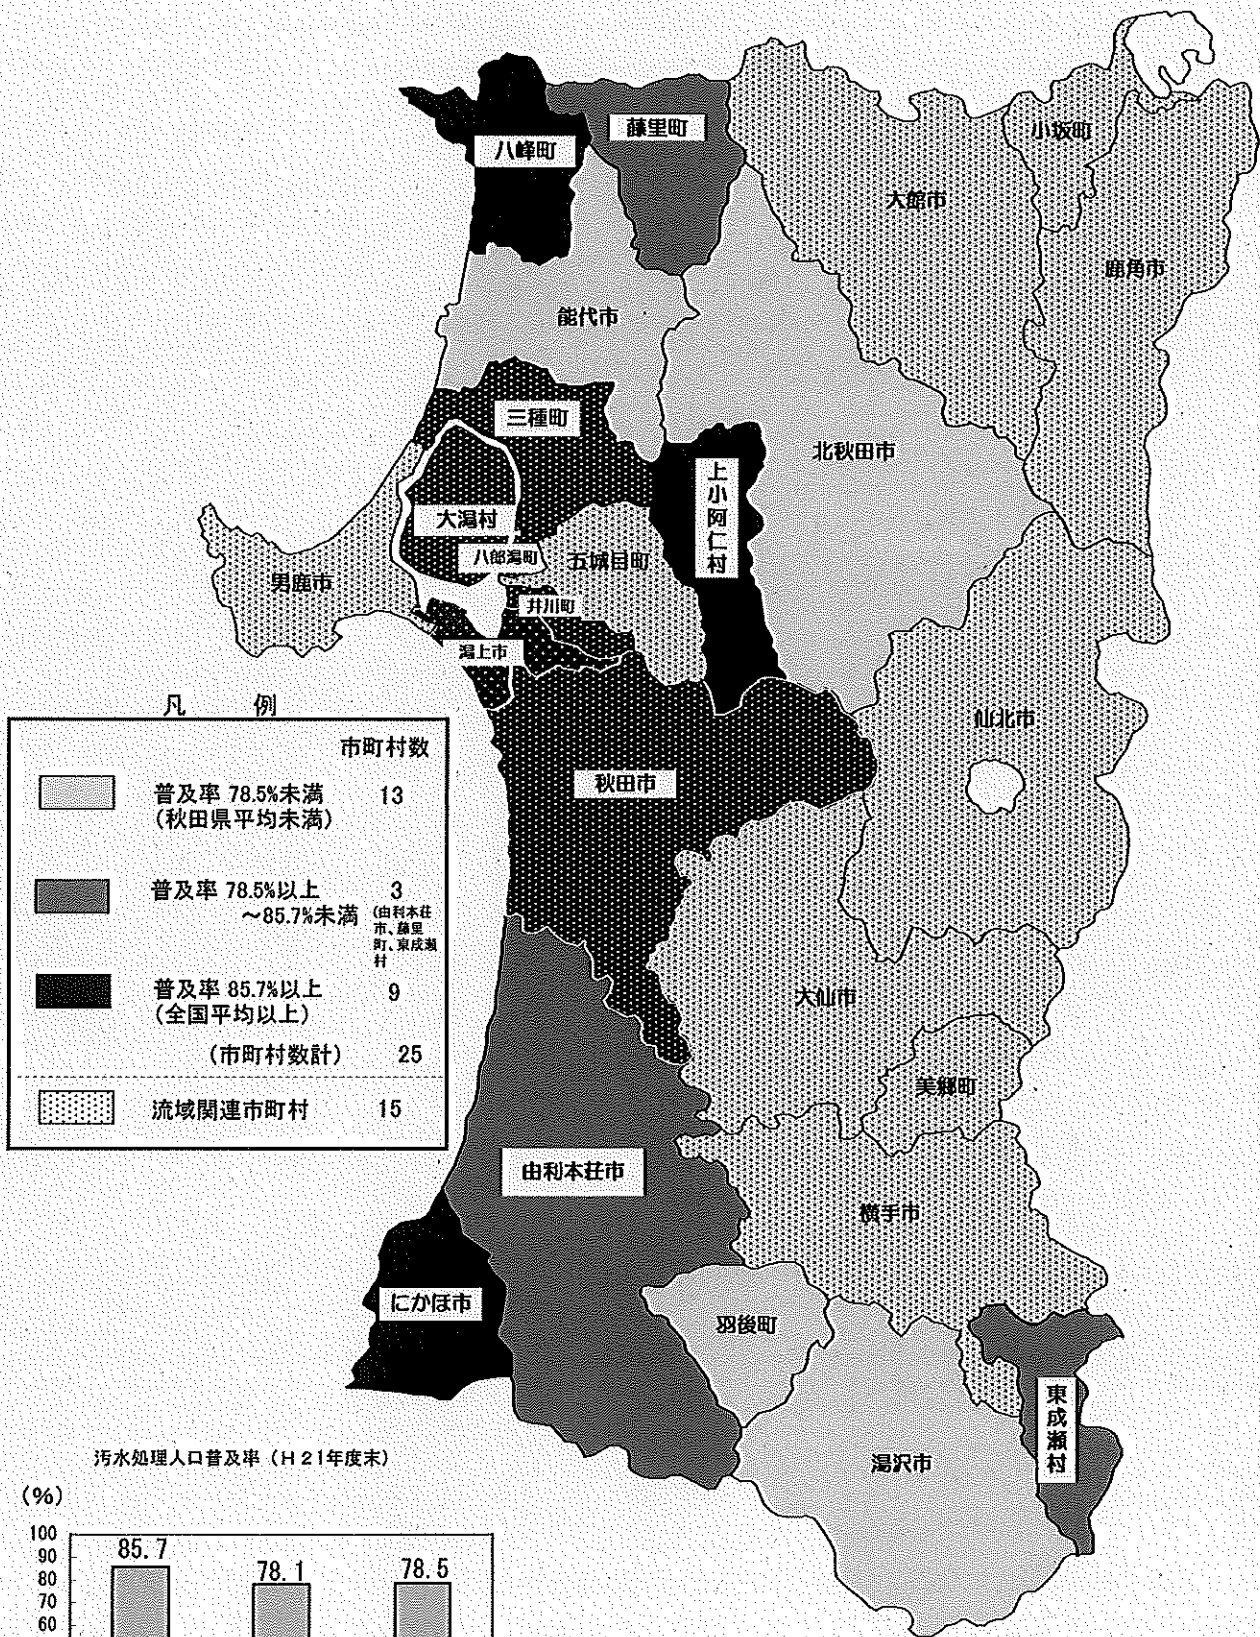 藤里町
八峰町
小坂町
大館市
鹿角市
能代市
三種町
北秋田市
上小阿仁村
大潟村
八郎潟町
五城目町
男鹿市
井川町
潟上市
仙北市
秋田市
大仙市
美郷町
由利本荘市
横手市
にかほ市
羽後町
東成瀬村
湯沢市
凡 例
市町村数
普及率 78.5%未満 13
(秋田県平均未満)
普及率 78.5%以上 3
~85.7%未満 (由利本荘
市、藤里
町、東成瀬
村
普及率 85.7%以上 9
(全国平均以上)
(市町村数計) 25
流域関連市町村 15
汚水処理人口普及率（H21年度末）
(%)
100
90
80
70
60
85.7
78.1
78.5